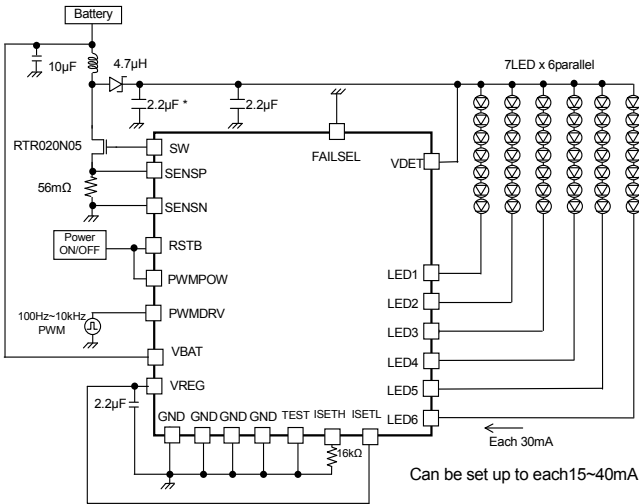 Battery
10μF
4.7μH
7LED x 6parallel
2.2μF *
2.2μF
RTR020N05
SW
FAILSEL
VDET
SENSP
56mΩ
SENSN
Power
ON/OFF
RSTB
PWMPOW
LED1
LED2
100Hz~10kHz
PWM
PWMDRV
LED3
VBAT
LED4
VREG
LED5
2.2μF
GND GND GND GND TEST ISETH ISETL
LED6
Each 30mA
16kΩ
Can be set up to each15~40mA